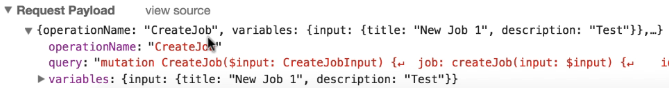 ▼ Request Payload view source
▼ {operationName: "CreateJob", variables: {input: {title: "New Job 1", description: "Test"}},…}
operationName: "CreateJob"
query: "mutation CreateJob($input: CreateJobInput) {↵ job: createJob(input: $input) {↵
▶ variables: {input: {title: "New Job 1", description: "Test"}}